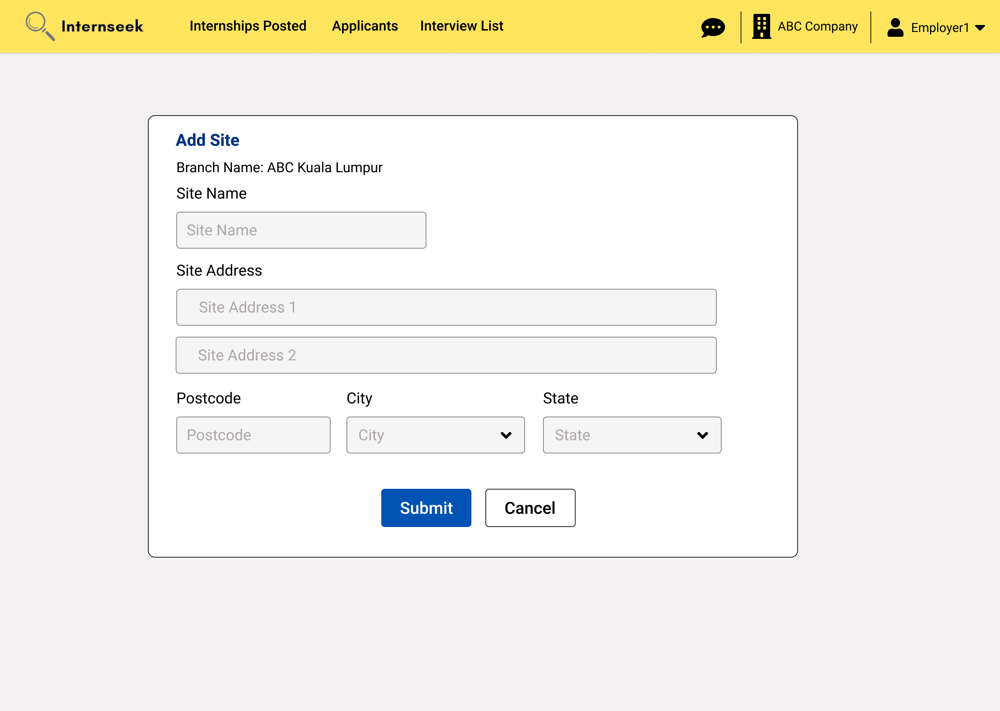 Internseek Internships Posted Applicants Interview List ABC Company Employer1
Add Site
Branch Name: ABC Kuala Lumpur
Site Name
Site Name
Site Address
Site Address 1
Site Address 2
Postcode City State
Postcode City State
Submit Cancel